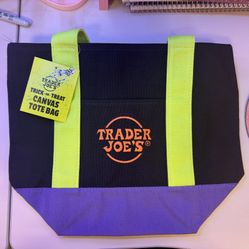 TRADER
JOE'S
TRICK OR TREAT
CANVAS
TOTE BAG
TRADER
JOE'S®